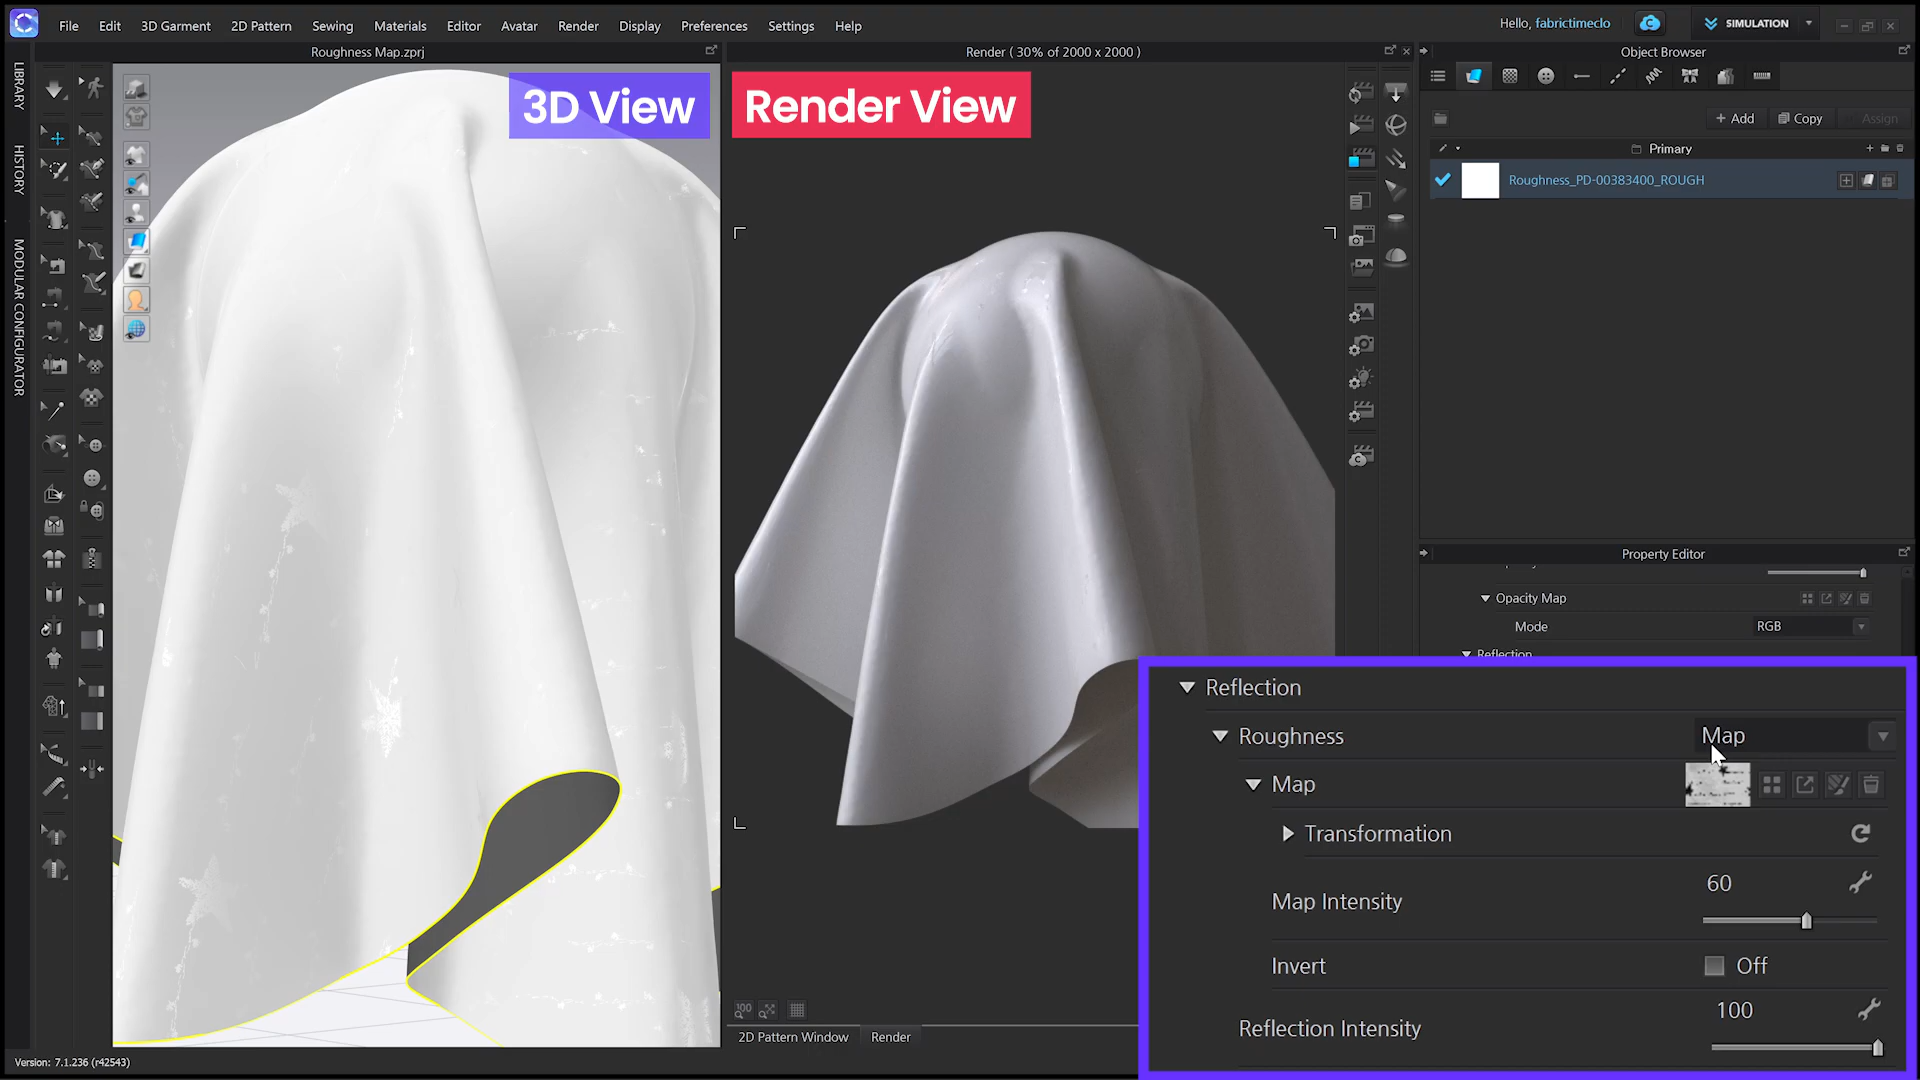 File Edit 3D Garment 2D Pattern Sewing Materials Editor Avatar Render Display Preferences Settings Help
Hello, fabrictimeclo
SIMULATION
Roughness Map.zprj
Render ( 30% of 2000 x 2000 )
Object Browser
LIBRARY
HISTORY
MODULAR CONFIGURATOR
3D View
Render View
+ Add
Copy
Assign
Primary
Roughness_PD-00383400_ROUGH
Property Editor
Opacity Map
Mode RGB
Reflection
Reflection
Roughness Map
Map
Transformation
Map Intensity 60
Invert Off
Reflection Intensity 100
100
2D Pattern Window Render
Version: 7.1.236 (r42543)